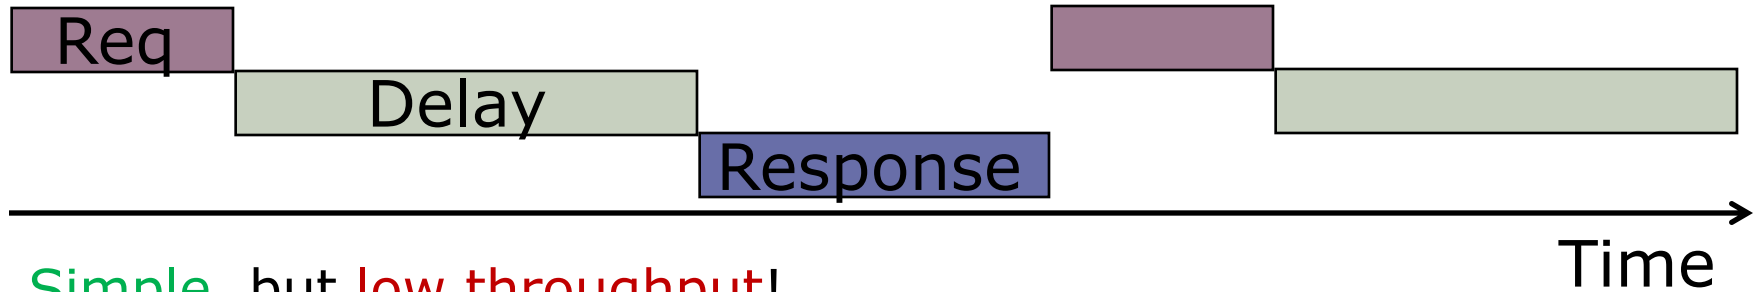 Req
Delay
Response
Time
Simple, but low throughput!